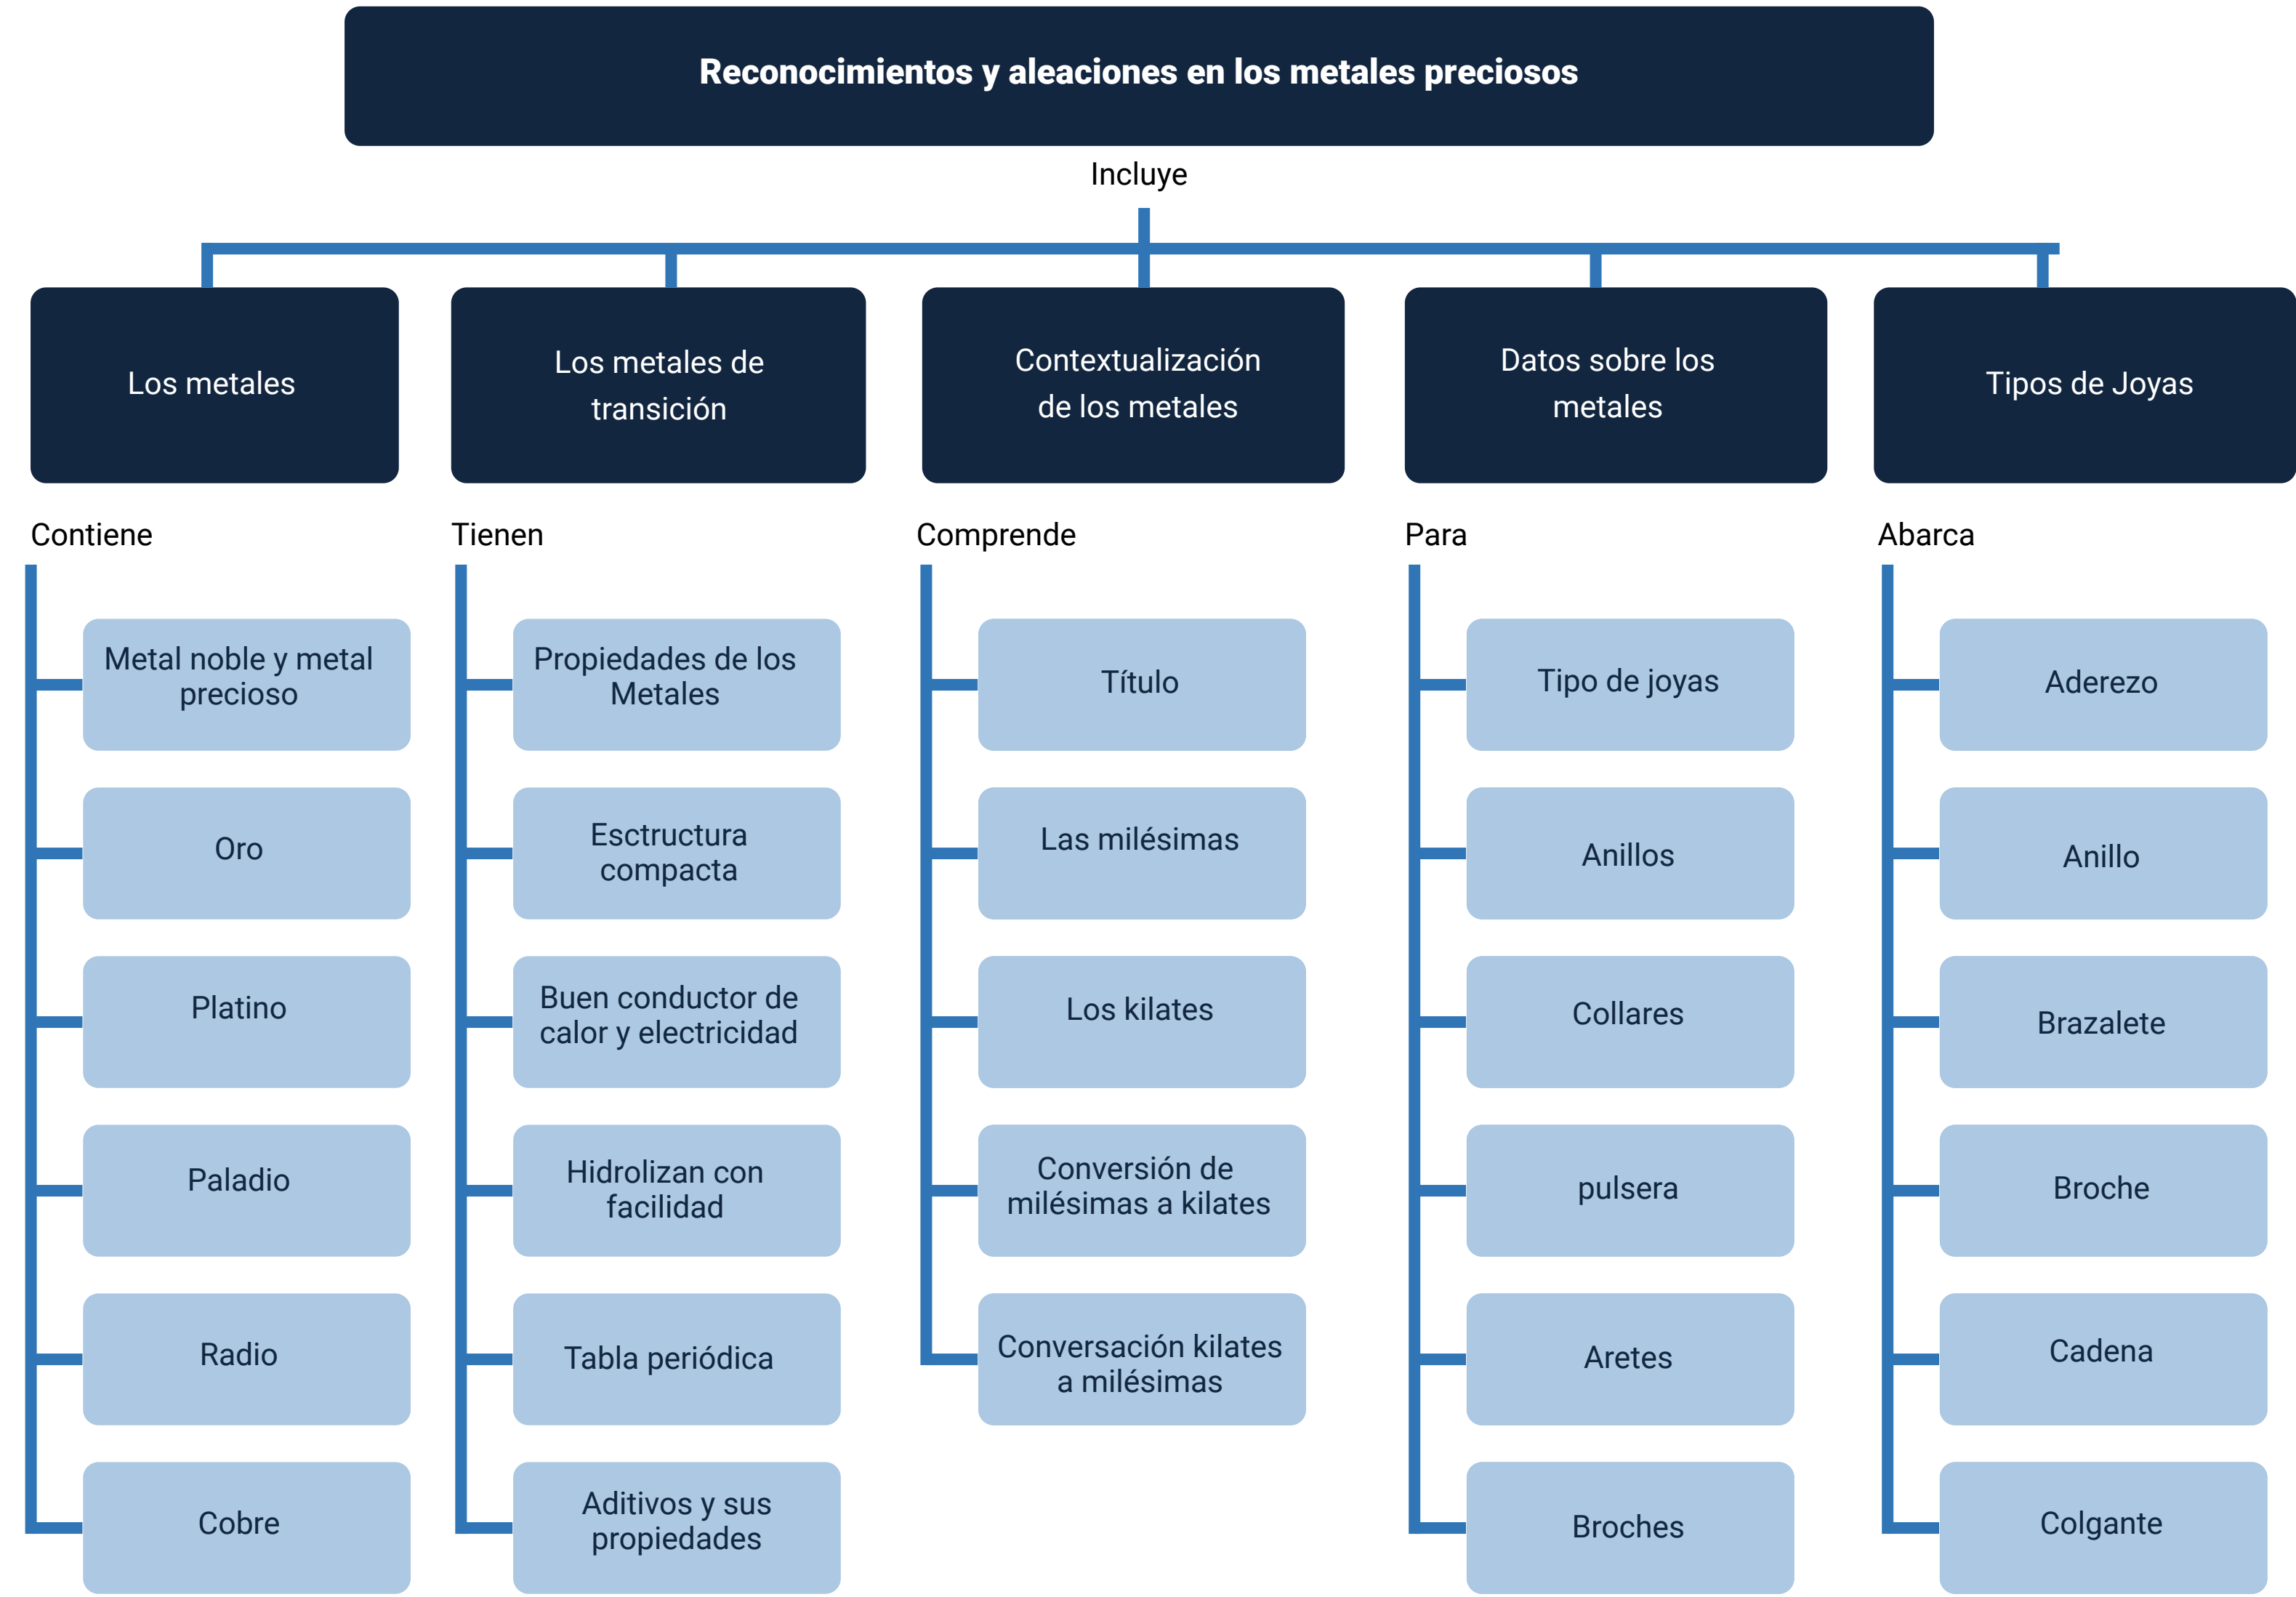 Reconocimientos y aleaciones en los metales preciosos
Incluye
Los metales
Los metales de
transición
Contextualización
de los metales
Datos sobre los
metales
Tipos de Joyas
Contiene
Metal noble y metal
precioso
Oro
Platino
Paladio
Radio
Cobre
Tienen
Propiedades de los
Metales
Esctructura
compacta
Buen conductor de
calor y electricidad
Hidrolizan con
facilidad
Tabla periódica
Aditivos y sus
propiedades
Comprende
Título
Las milésimas
Los kilates
Conversión de
milésimas a kilates
Conversación kilates
a milésimas
Para
Tipo de joyas
Anillos
Collares
pulsera
Aretes
Broches
Abarca
Aderezo
Anillo
Brazalete
Broche
Cadena
Colgante